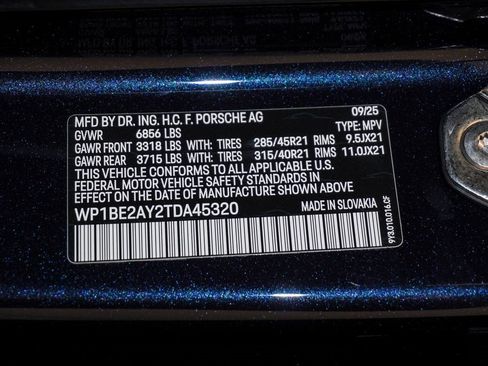 MFD BY DR. ING. H.C. F. PORSCHE AG 09/25
GVWR 6856 LBS TYPE: MPV
GAWR FRONT 3318 LBS WITH: TIRES 285/45R21 RIMS 9.5JX21
GAWR REAR 3715 LBS WITH: TIRES 315/40R21 RIMS 11.0JX21
THIS VEHICLE CONFORMS TO ALL APPLICABLE U.S.
FEDERAL MOTOR VEHICLE SAFETY STANDARDS IN
EFFECT ON THE DATE OF MANUFACTURE SHOWN ABOVE
WP1BE2AY2TDA45320 MADE IN SLOVAKIA
9Y3.010.016.CF